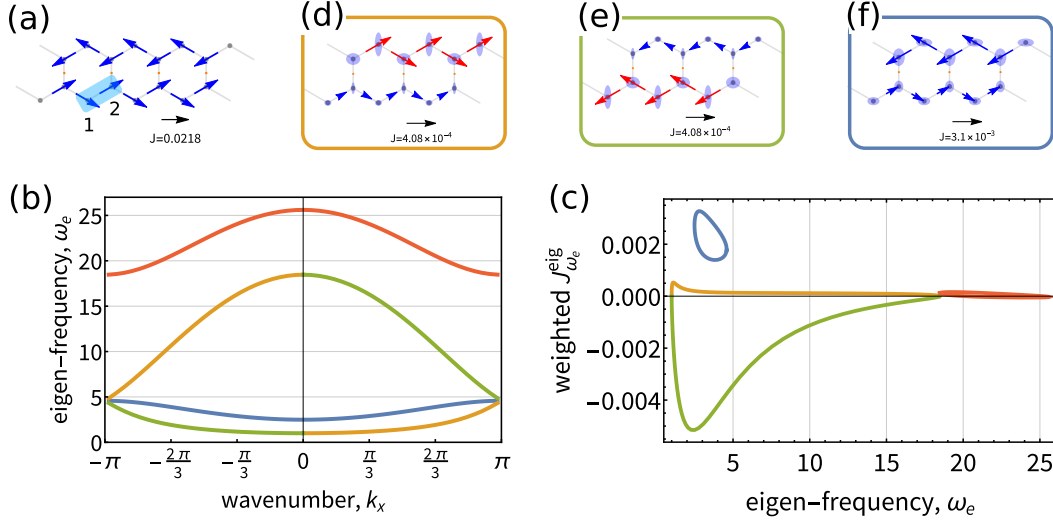 (a)
1
2
J=0.0218
(d)
J=4.08 × 10⁻⁴
(e)
J=4.08 × 10⁻⁴
(f)
J=3.1 × 10⁻³
(b)
eigen−frequency, ωₑ
25
20
15
10
5
0
−π
−2π/3
−π/3
0
π/3
2π/3
π
wavenumber, kₓ
(c)
weighted J^eig_ωₑ
0.002
0.000
−0.002
−0.004
5
10
15
20
25
eigen−frequency, ωₑ